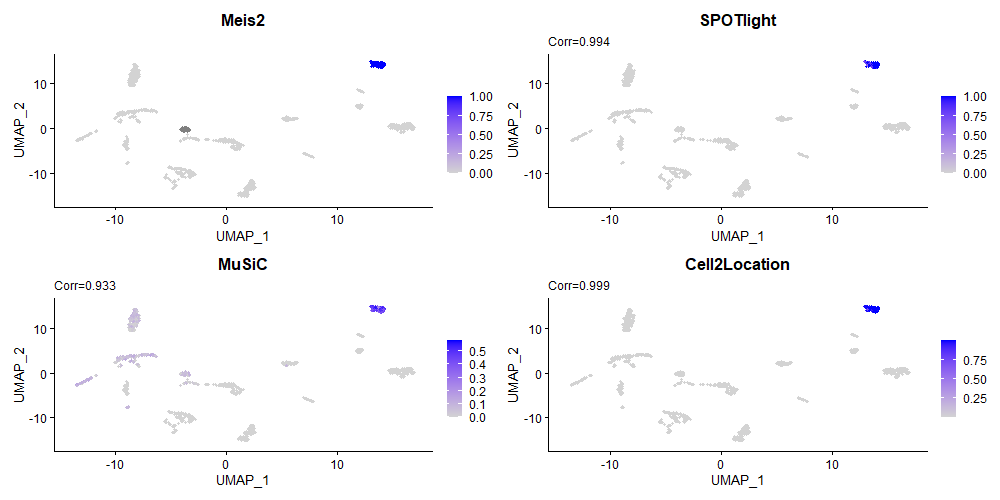 Meis2
UMAP_2
10
0
-10
-10
0
10
UMAP_1
1.00
0.75
0.50
0.25
0.00
SPOTlight
Corr=0.994
UMAP_2
10
0
-10
-10
0
10
UMAP_1
1.00
0.75
0.50
0.25
0.00
MuSiC
Corr=0.933
UMAP_2
10
0
-10
-10
0
10
UMAP_1
0.5
0.4
0.3
0.2
0.1
0.0
Cell2Location
Corr=0.999
UMAP_2
10
0
-10
-10
0
10
UMAP_1
0.75
0.50
0.25